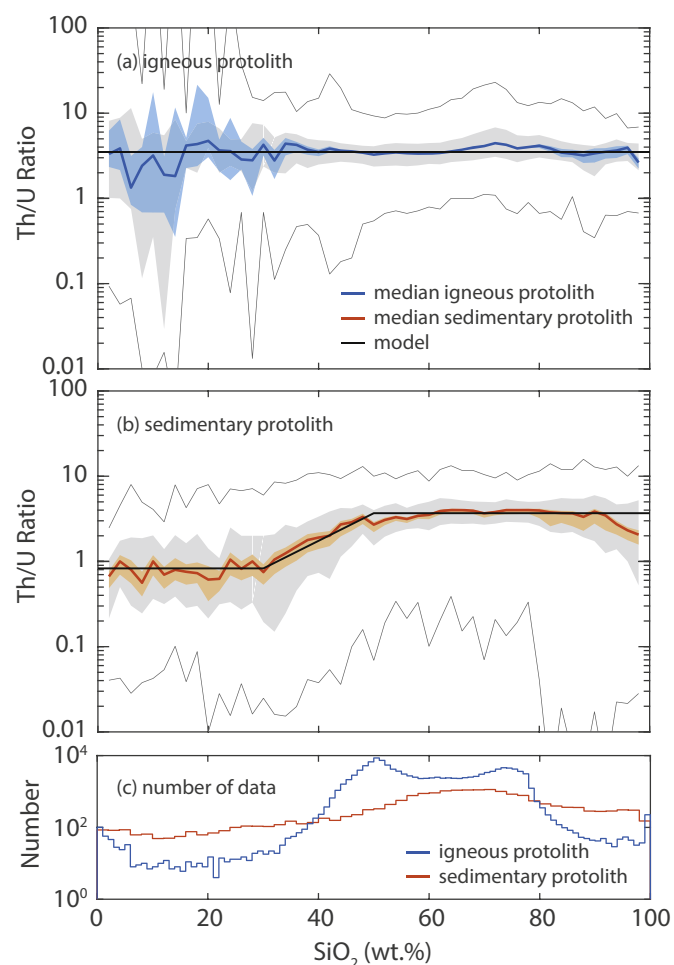 100
(a) igneous protolith
10
Th/U Ratio
1
0.1
median igneous protolith
median sedimentary protolith
model
0.01
100
(b) sedimentary protolith
10
Th/U Ratio
1
0.1
0.01
10⁴
(c) number of data
Number
10²
igneous protolith
sedimentary protolith
10⁰
0 20 40 60 80 100
SiO₂ (wt.%)